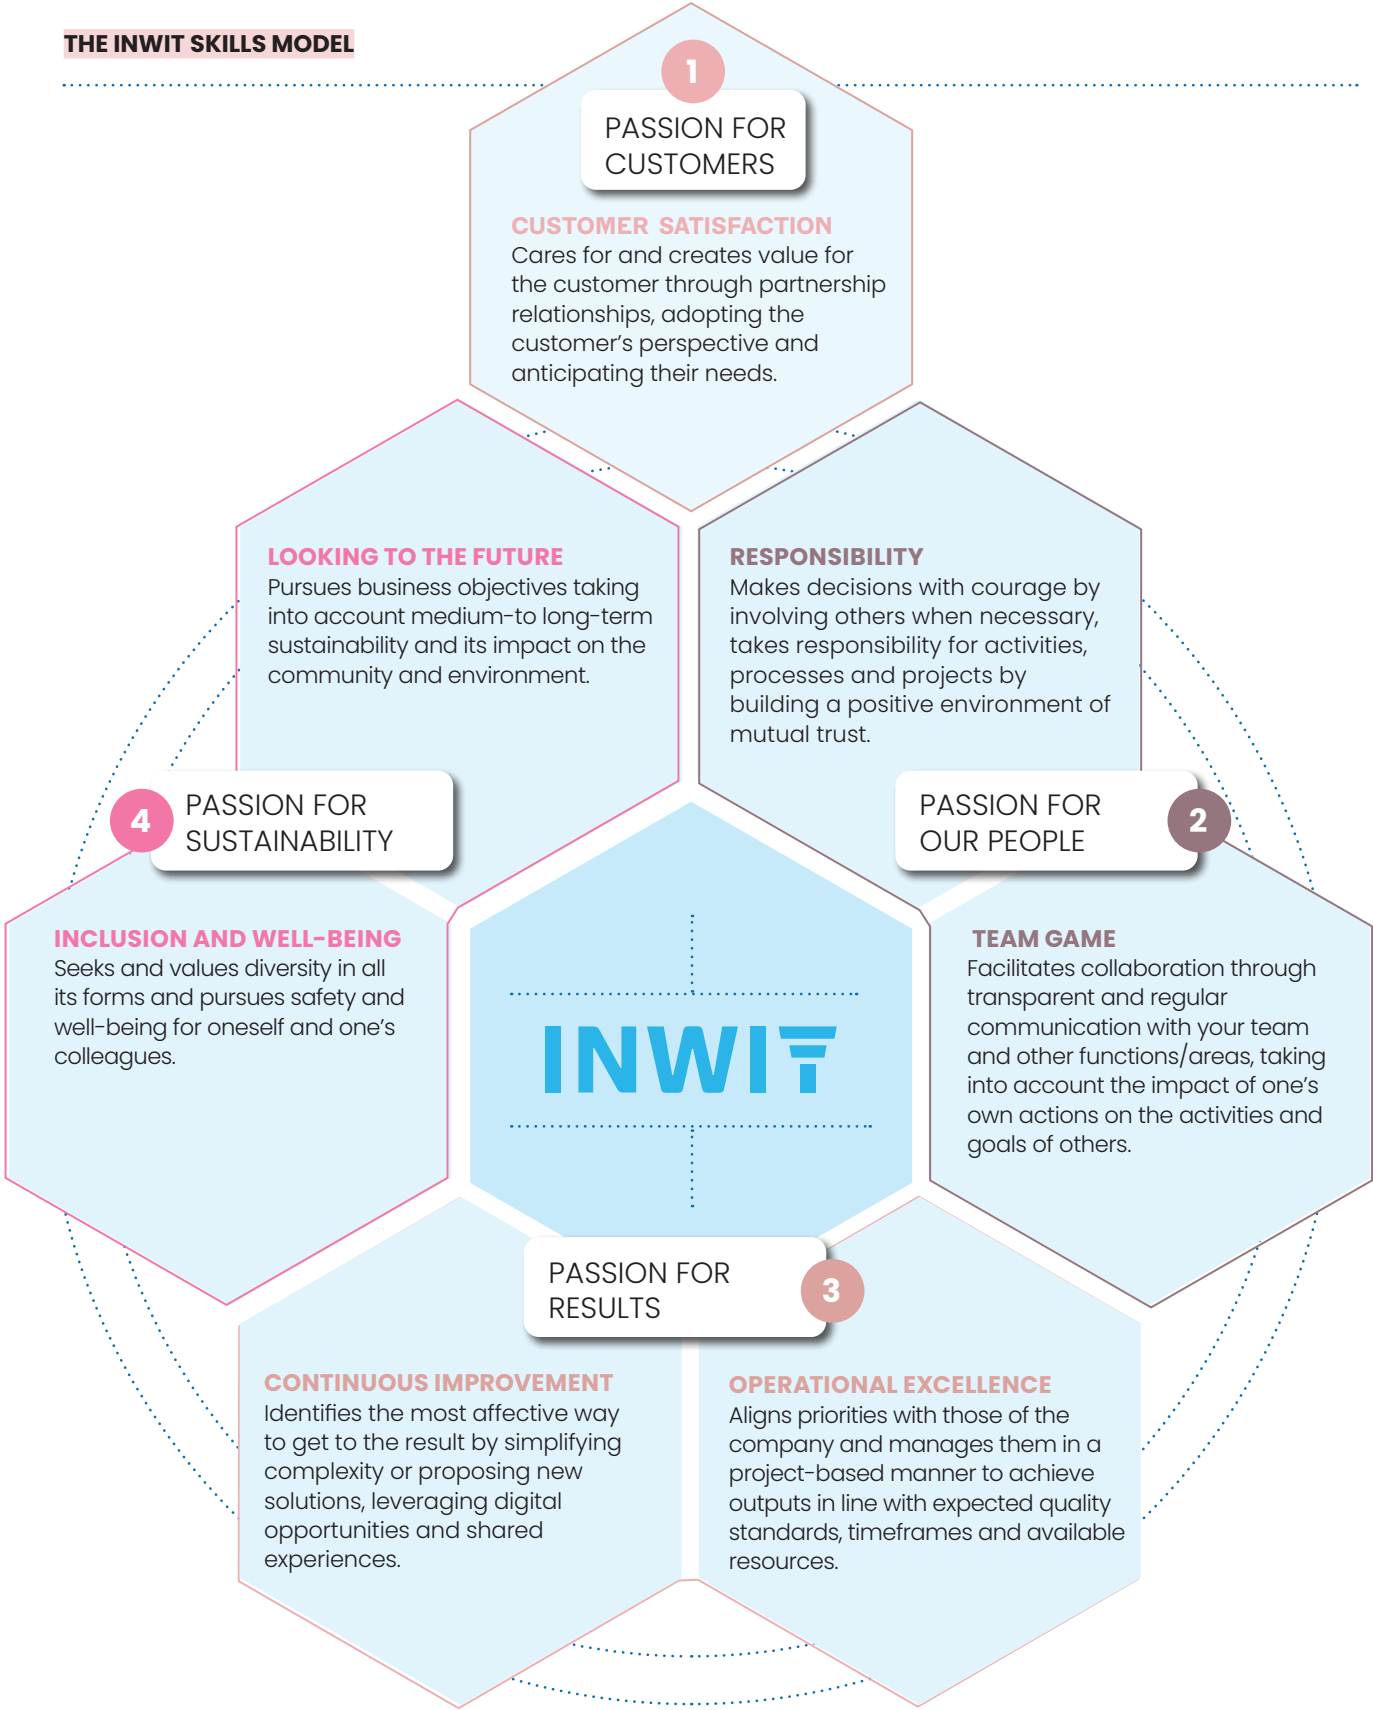 THE INWIT SKILLS MODEL
1
PASSION FOR
CUSTOMERS
CUSTOMER SATISFACTION
Cares for and creates value for
the customer through partnership
relationships, adopting the
customer's perspective and
anticipating their needs.
LOOKING TO THE FUTURE
Pursues business objectives taking
into account medium-to long-term
sustainability and its impact on the
community and environment.
RESPONSIBILITY
Makes decisions with courage by
involving others when necessary,
takes responsibility for activities,
processes and projects by
building a positive environment of
mutual trust.
4
PASSION FOR
SUSTAINABILITY
PASSION FOR
OUR PEOPLE
2
INCLUSION AND WELL-BEING
Seeks and values diversity in all
its forms and pursues safety and
well-being for oneself and one's
colleagues.
INWIT
TEAM GAME
Facilitates collaboration through
transparent and regular
communication with your team
and other functions/areas, taking
into account the impact of one's
own actions on the activities and
goals of others.
PASSION FOR
RESULTS
3
CONTINUOUS IMPROVEMENT
Identifies the most affective way
to get to the result by simplifying
complexity or proposing new
solutions, leveraging digital
opportunities and shared
experiences.
OPERATIONAL EXCELLENCE
Aligns priorities with those of the
company and manages them in a
project-based manner to achieve
outputs in line with expected quality
standards, timeframes and available
resources.